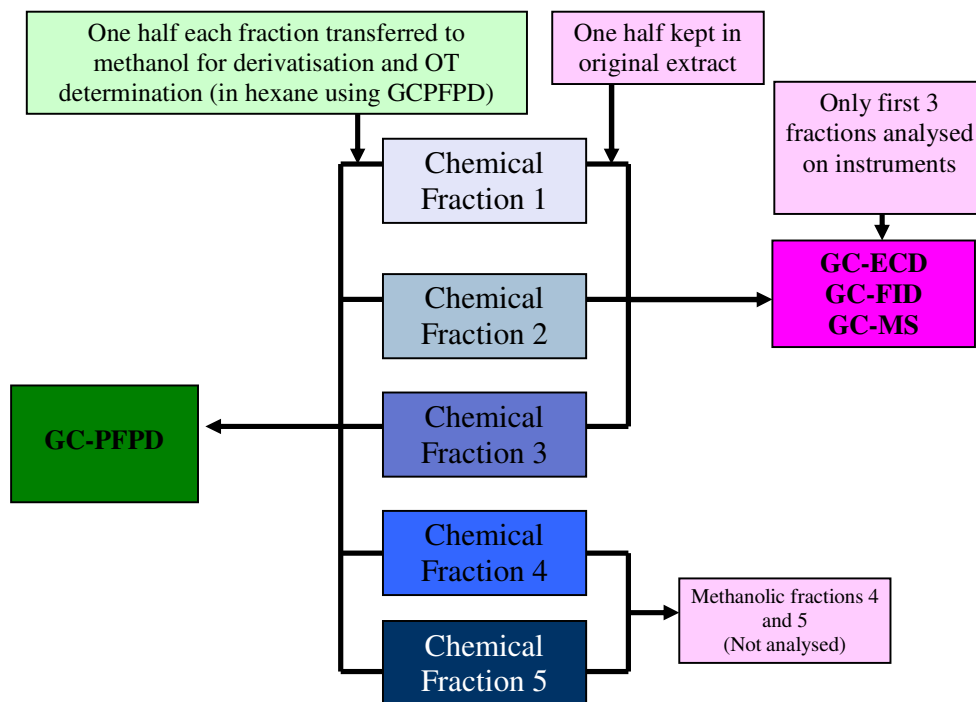 One half each fraction transferred to
methanol for derivatisation and OT
determination (in hexane using GCPFPD)
One half kept in
original extract
Only first 3
fractions analysed
on instruments
Chemical
Fraction 1
GC-ECD
GC-FID
GC-MS
Chemical
Fraction 2
GC-PFPD
Chemical
Fraction 3
Chemical
Fraction 4
Methanolic fractions 4
and 5
(Not analysed)
Chemical
Fraction 5